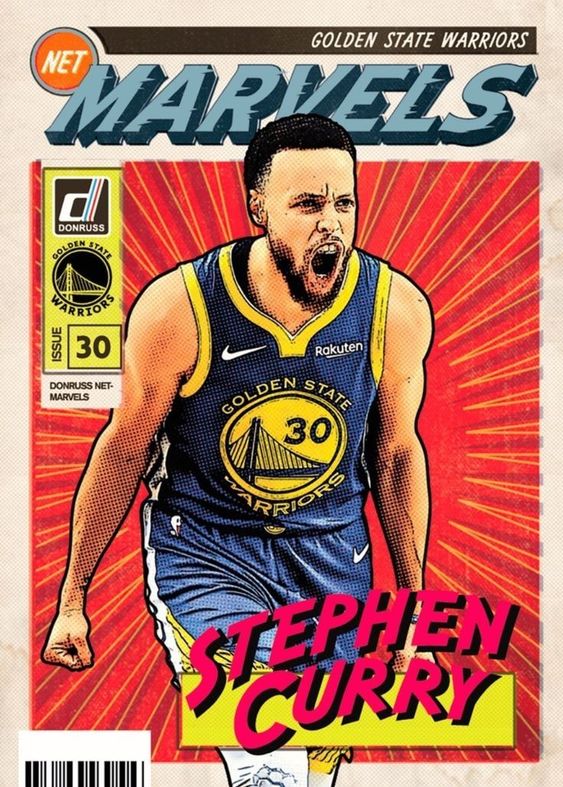 GOLDEN STATE WARRIORS
NET
MARVELS
DONRUSS
GOLDEN STATE
WARRIORS
ISSUE
30
DONRUSS NET-
MARVELS
Rakuten
GOLDEN STATE
30
WARRIORS
STEPHEN
CURRY